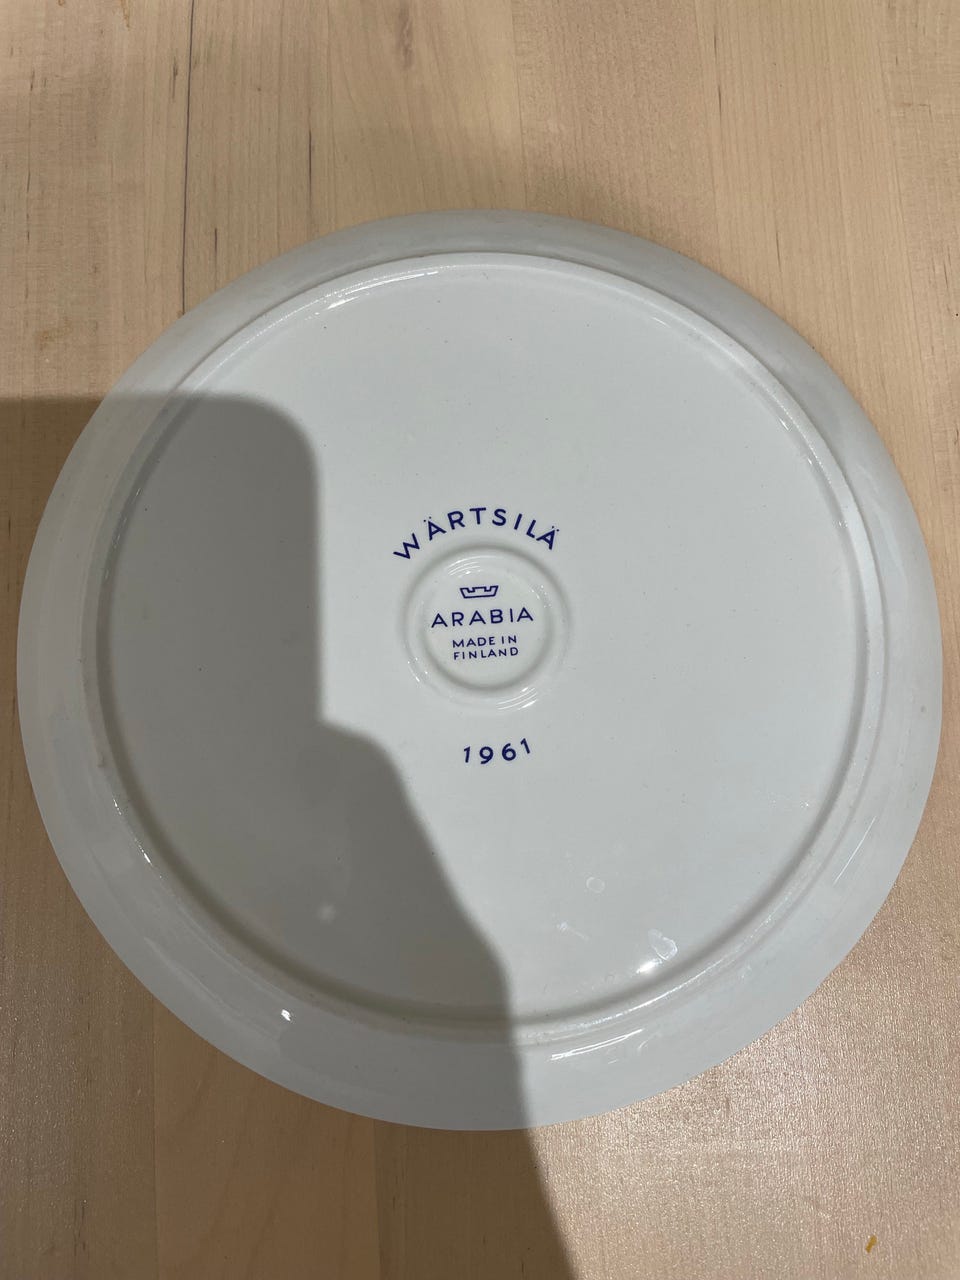 WÄRTSILÄ
ARABIA
MADE IN
FINLAND
1961